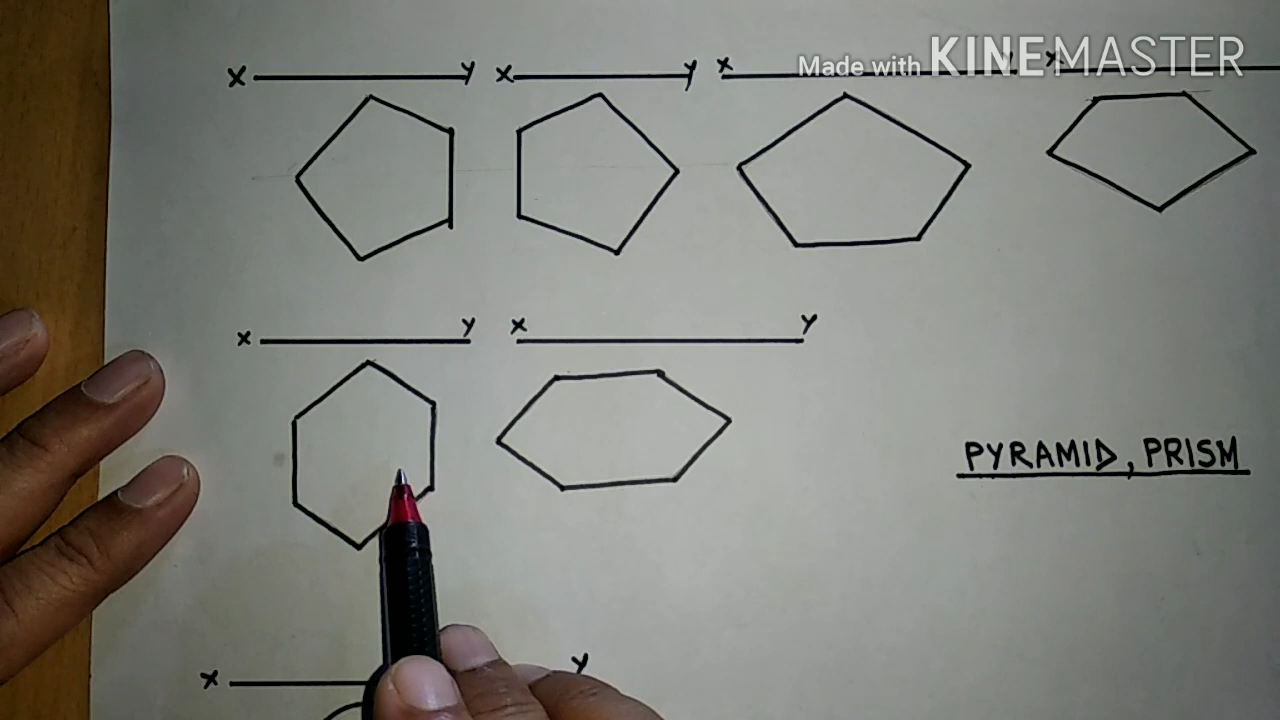 X Y X Y X Y X
Made with KINEMASTER
X Y X Y
PYRAMID, PRISM
X Y